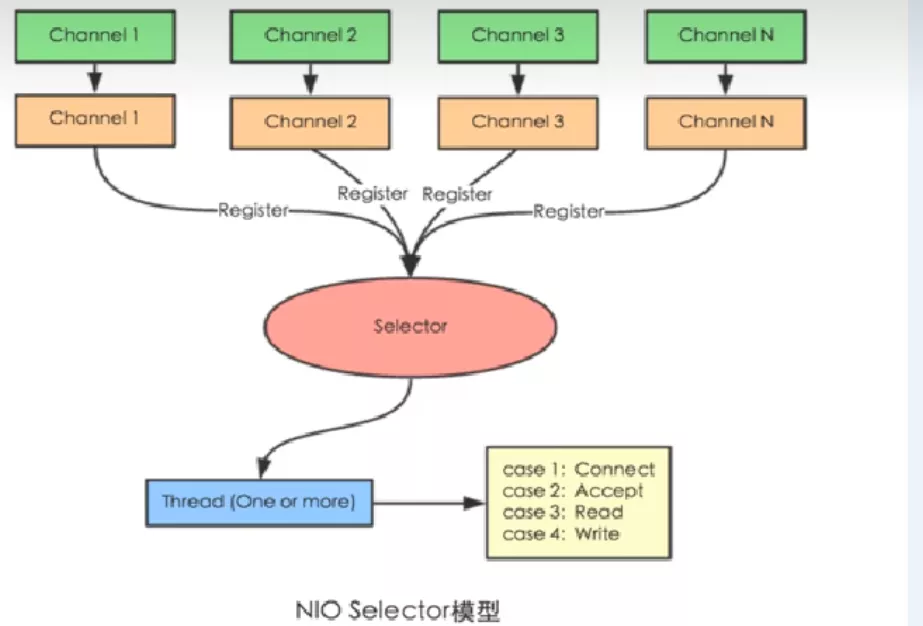 Channel 1
Channel 2
Channel 3
Channel N
Channel 1
Channel 2
Channel 3
Channel N
Register
Register
Register
Register
Selector
Thread (One or more)
case 1: Connect
case 2: Accept
case 3: Read
case 4: Write
NIO Selector模型